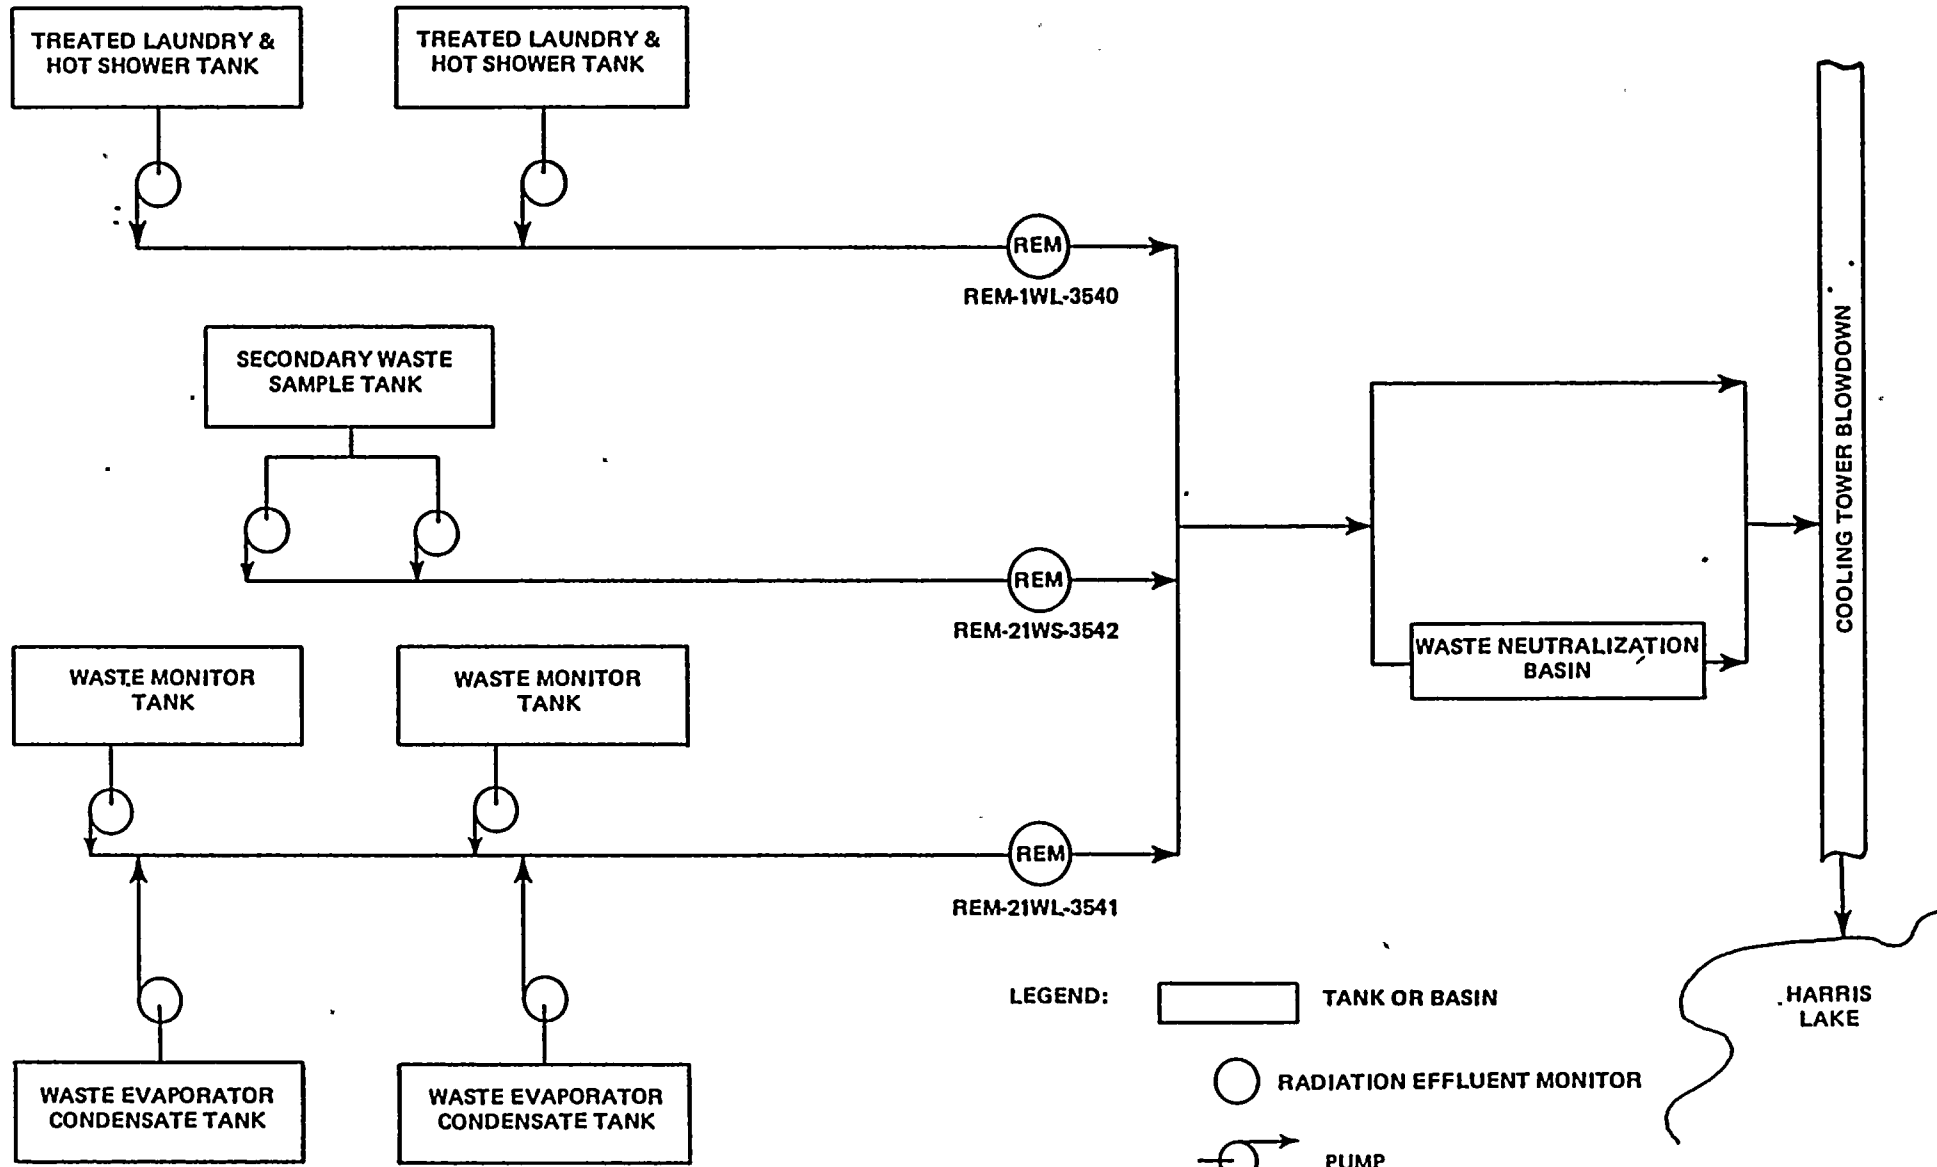 TREATED LAUNDRY &
HOT SHOWER TANK
TREATED LAUNDRY &
HOT SHOWER TANK
REM
REM-1WL-3540
SECONDARY WASTE
SAMPLE TANK
REM
REM-21WS-3542
WASTE MONITOR
TANK
WASTE MONITOR
TANK
REM
REM-21WL-3541
WASTE EVAPORATOR
CONDENSATE TANK
WASTE EVAPORATOR
CONDENSATE TANK
WASTE NEUTRALIZATION
BASIN
COOLING TOWER BLOWDOWN
HARRIS
LAKE
LEGEND:
TANK OR BASIN
RADIATION EFFLUENT MONITOR
PUMP